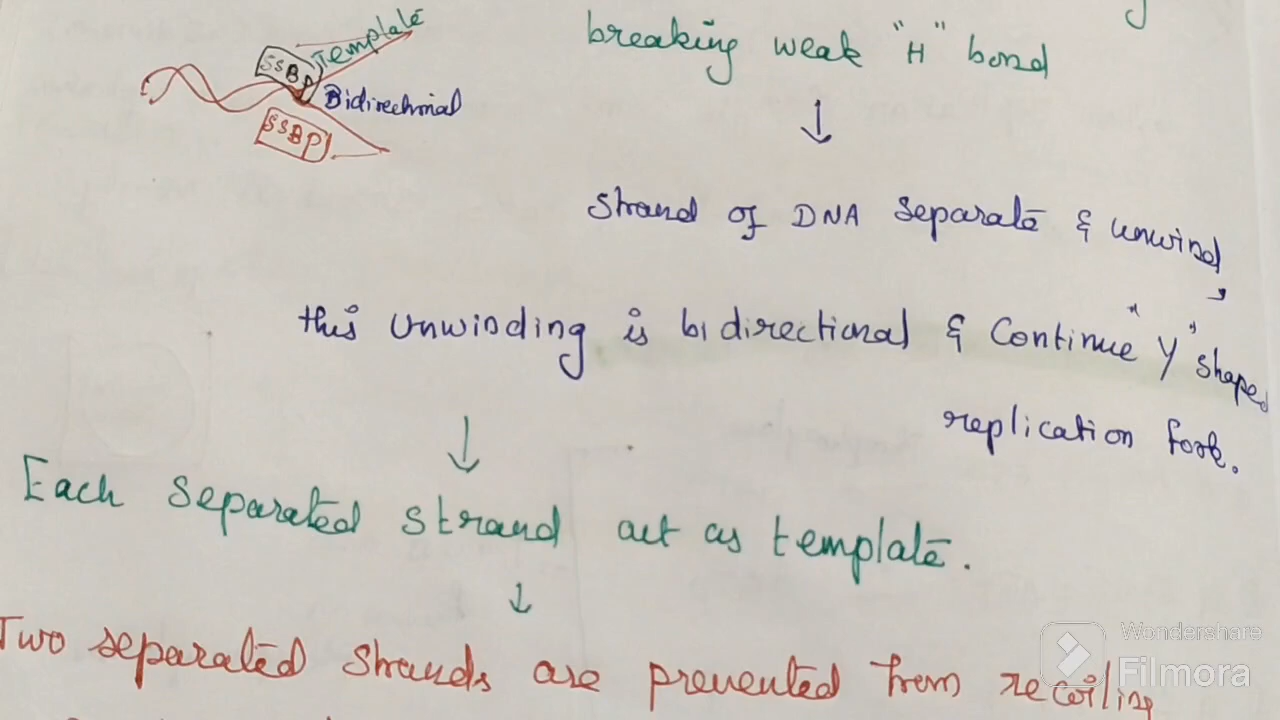 Template
SSBP
Bidirectional
SSBP
breaking weak "H" bond
↓
Strand of DNA separate & unwind
this unwinding is bidirectional & Continue "Y" shaped
replication fork.
↓
Each separated strand act as template.
↓
Two separated strands are prevented from recoiling
Wondershare
Filmora